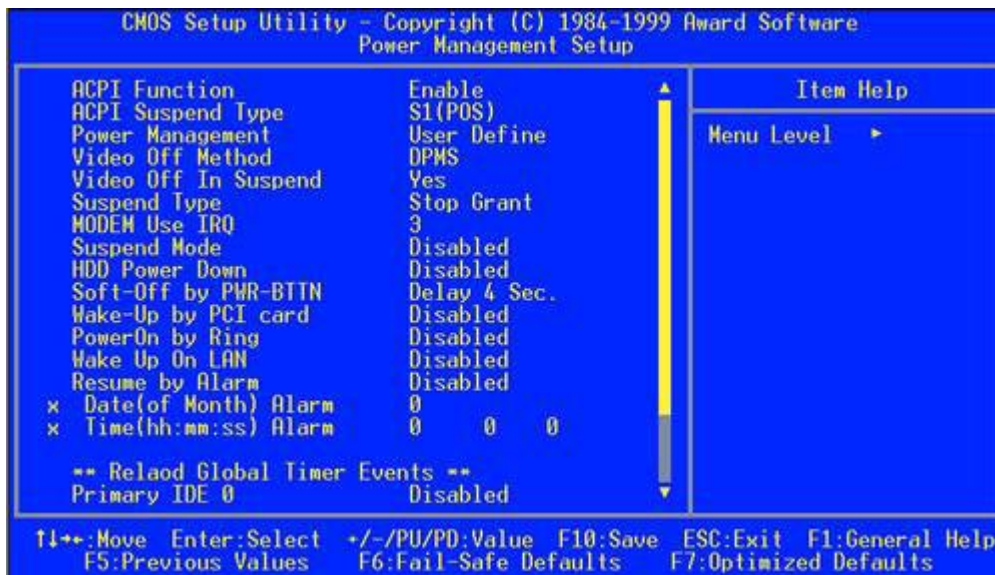 CMOS Setup Utility - Copyright (C) 1984-1999 Award Software
Power Management Setup
ACPI Function Enable
ACPI Suspend Type S1(POS)
Power Management User Define
Video Off Method DPMS
Video Off In Suspend Yes
Suspend Type Stop Grant
MODEM Use IRQ 3
Suspend Mode Disabled
HDD Power Down Disabled
Soft-Off by PWR-BTTN Delay 4 Sec.
Wake-Up by PCI card Disabled
PowerOn by Ring Disabled
Wake Up On LAN Disabled
Resume by Alarm Disabled
x Date(of Month) Alarm 0
x Time(hh:mm:ss) Alarm 0 0 0
** Relaod Global Timer Events **
Primary IDE 0 Disabled
Item Help
Menu Level ►
↑↓→←:Move Enter:Select +/-/PU/PD:Value F10:Save ESC:Exit F1:General Help
F5:Previous Values F6:Fail-Safe Defaults F7:Optimized Defaults